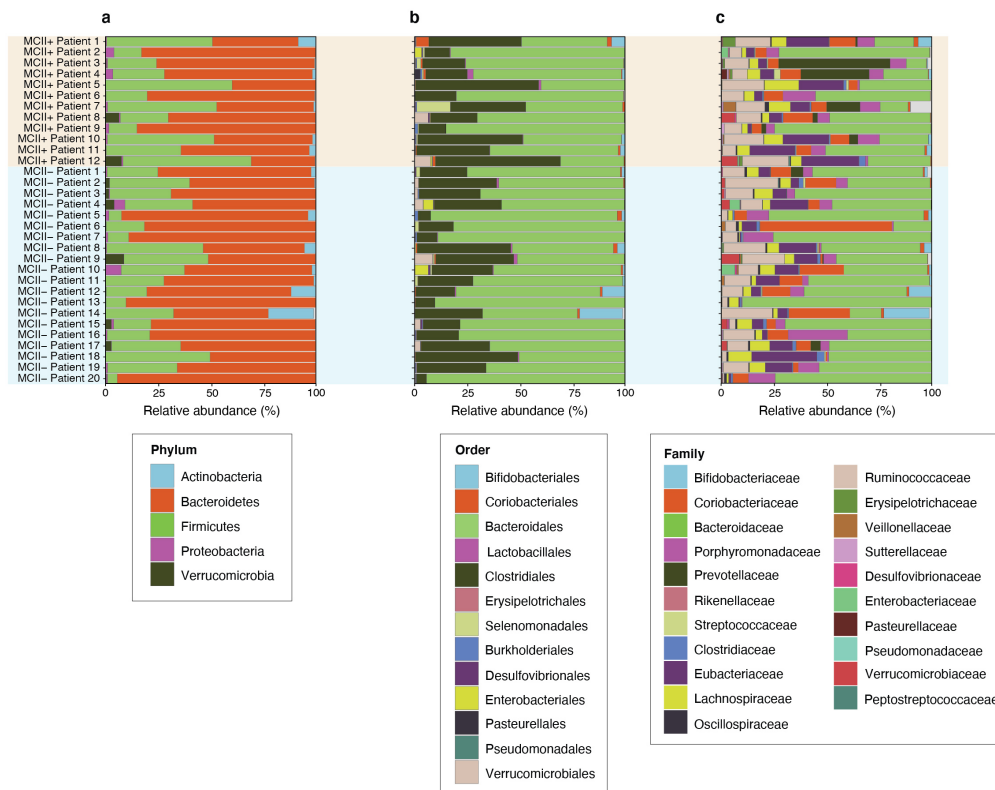 a
b
c
MCII+ Patient 1
MCII+ Patient 2
MCII+ Patient 3
MCII+ Patient 4
MCII+ Patient 5
MCII+ Patient 6
MCII+ Patient 7
MCII+ Patient 8
MCII+ Patient 9
MCII+ Patient 10
MCII+ Patient 11
MCII+ Patient 12
MCII− Patient 1
MCII− Patient 2
MCII− Patient 3
MCII− Patient 4
MCII− Patient 5
MCII− Patient 6
MCII− Patient 7
MCII− Patient 8
MCII− Patient 9
MCII− Patient 10
MCII− Patient 11
MCII− Patient 12
MCII− Patient 13
MCII− Patient 14
MCII− Patient 15
MCII− Patient 16
MCII− Patient 17
MCII− Patient 18
MCII− Patient 19
MCII− Patient 20
0 25 50 75 100
Relative abundance (%)
0 25 50 75 100
Relative abundance (%)
0 25 50 75 100
Relative abundance (%)
Phylum
Actinobacteria
Bacteroidetes
Firmicutes
Proteobacteria
Verrucomicrobia
Order
Bifidobacteriales
Coriobacteriales
Bacteroidales
Lactobacillales
Clostridiales
Erysipelotrichales
Selenomonadales
Burkholderiales
Desulfovibrionales
Enterobacteriales
Pasteurellales
Pseudomonadales
Verrucomicrobiales
Family
Bifidobacteriaceae
Coriobacteriaceae
Bacteroidaceae
Porphyromonadaceae
Prevotellaceae
Rikenellaceae
Streptococcaceae
Clostridiaceae
Eubacteriaceae
Lachnospiraceae
Oscillospiraceae
Ruminococcaceae
Erysipelotrichaceae
Veillonellaceae
Sutterellaceae
Desulfovibrionaceae
Enterobacteriaceae
Pasteurellaceae
Pseudomonadaceae
Verrucomicrobiaceae
Peptostreptococcaceae